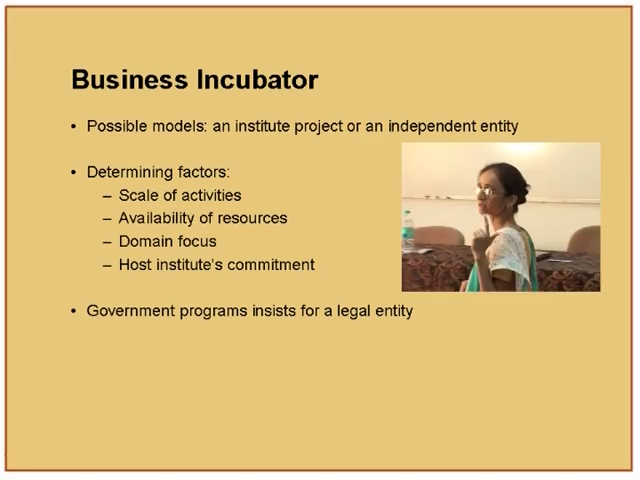 Business Incubator
• Possible models: an institute project or an independent entity
• Determining factors:
– Scale of activities
– Availability of resources
– Domain focus
– Host institute's commitment
• Government programs insists for a legal entity